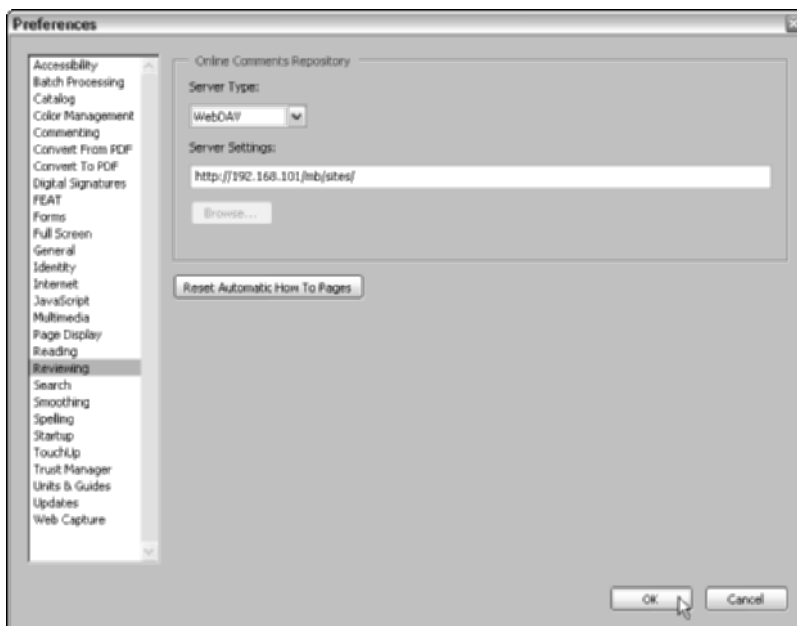 Preferences
Accessibility
Batch Processing
Catalog
Color Management
Commenting
Convert From PDF
Convert To PDF
Digital Signatures
FEAT
Forms
Full Screen
General
Identity
Internet
JavaScript
Multimedia
Page Display
Reading
Reviewing
Search
Smoothing
Spelling
Startup
TouchUp
Trust Manager
Units & Guides
Updates
Web Capture
Online Comments Repository
Server Type:
WebDAV
Server Settings:
http://192.168.101/mb/sites/
Browse...
Reset Automatic How To Pages
OK
Cancel